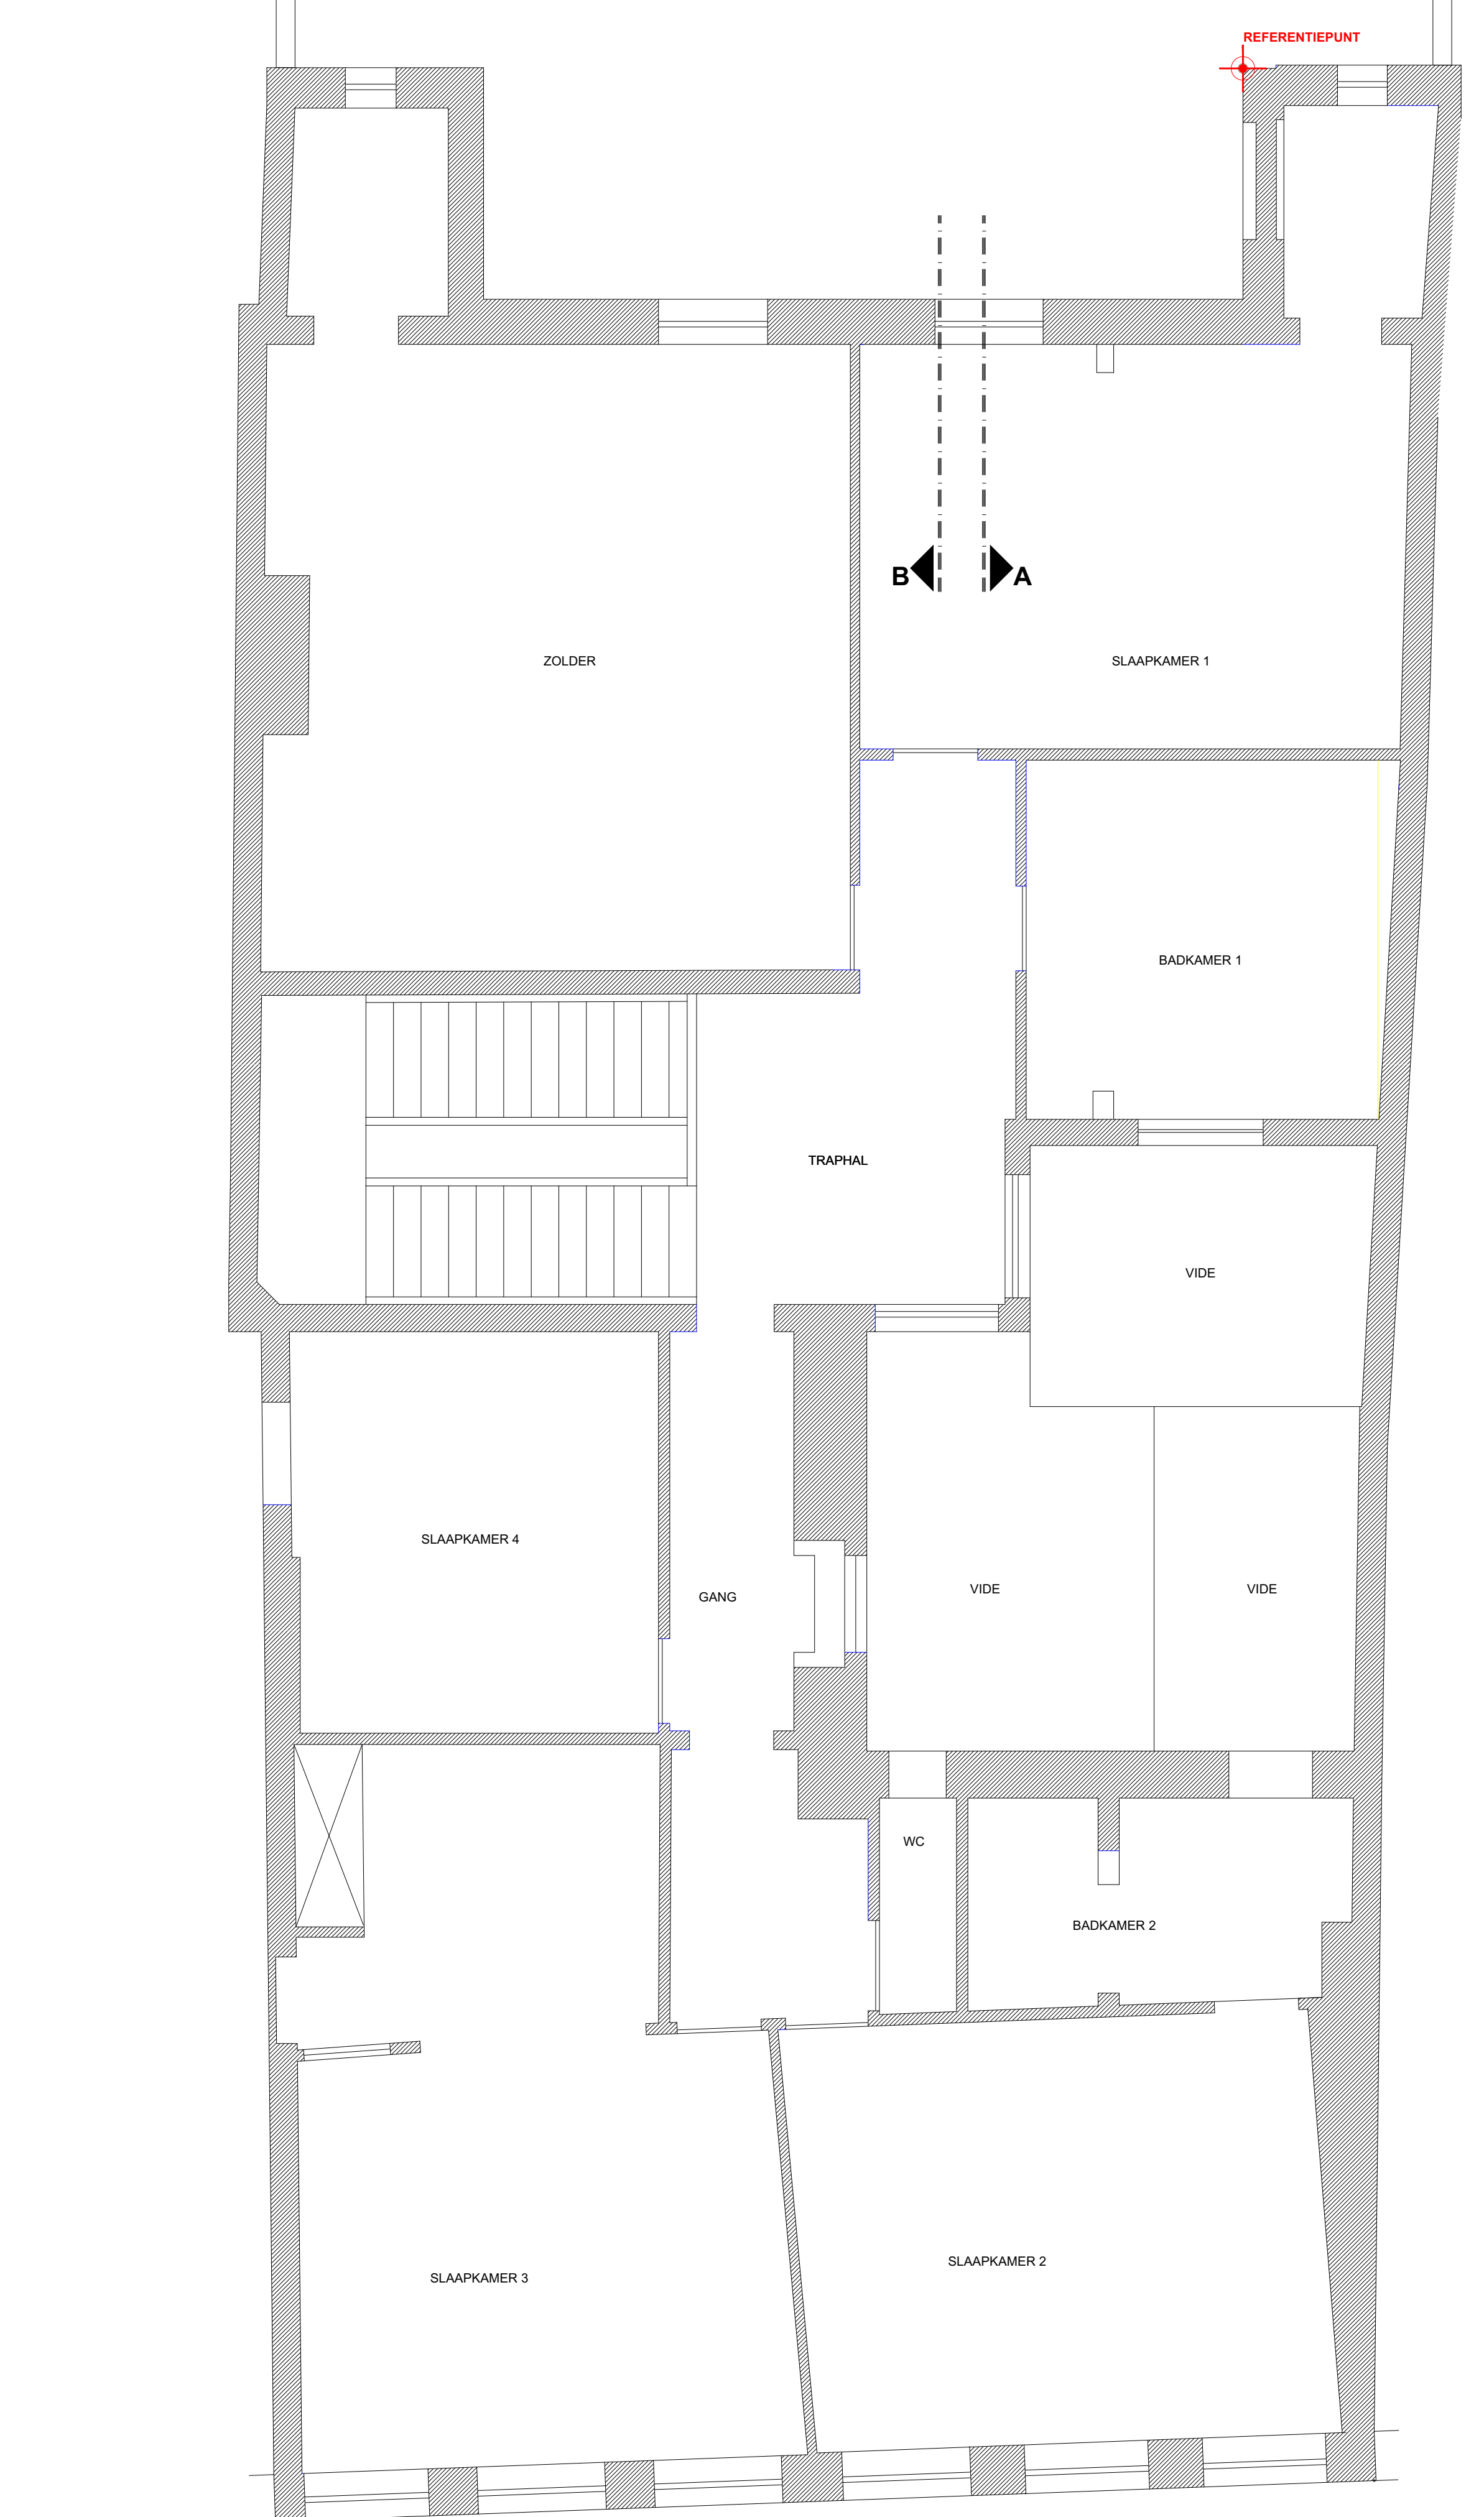 REFERENTIEPUNT
B
A
ZOLDER
SLAAPKAMER 1
BADKAMER 1
TRAPHAL
VIDE
SLAAPKAMER 4
GANG
VIDE
VIDE
WC
BADKAMER 2
SLAAPKAMER 2
SLAAPKAMER 3